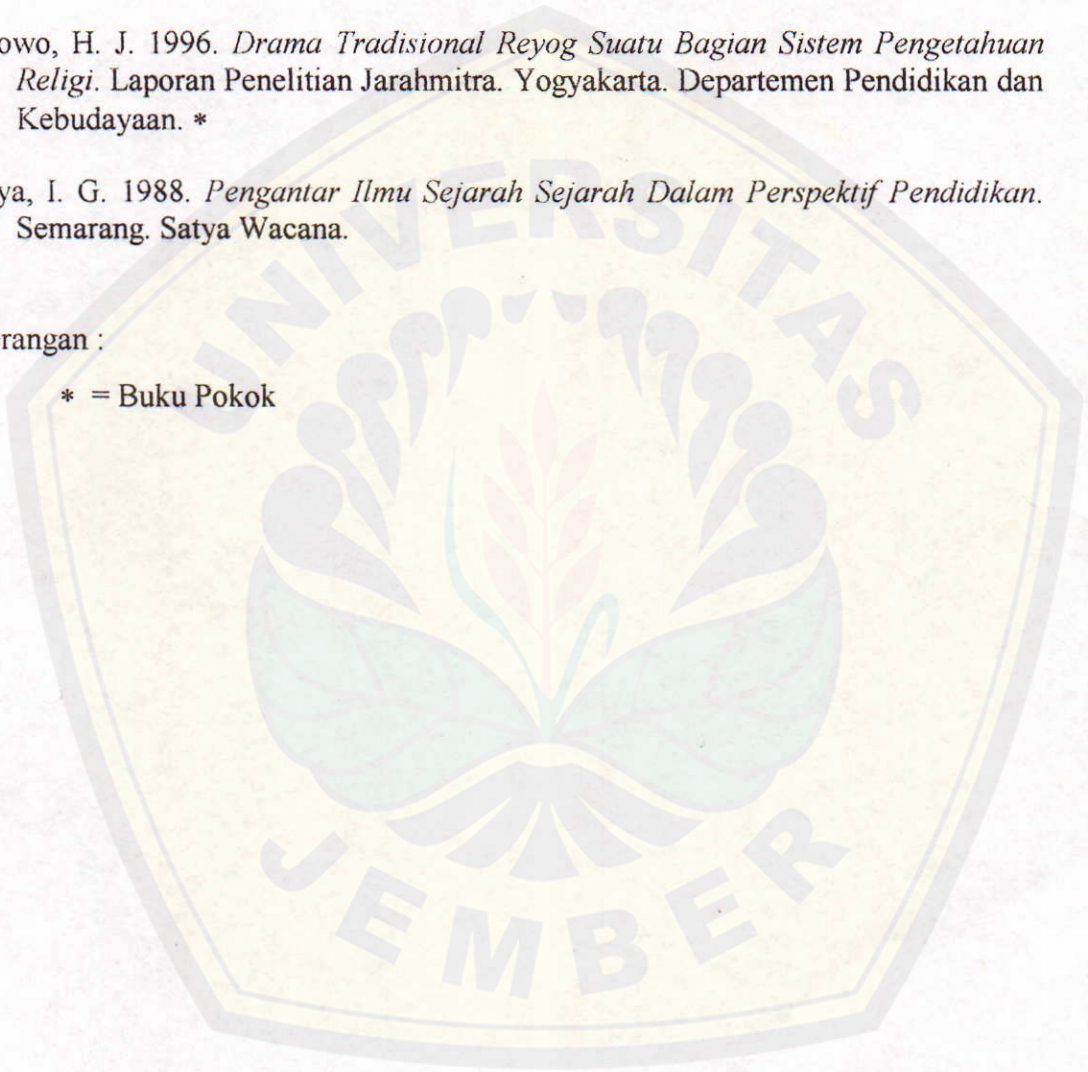 owo, H. J. 1996. Drama Tradisional Reyog Suatu Bagian Sistem Pengetahuan
Religi. Laporan Penelitian Jarahmitra. Yogyakarta. Departemen Pendidikan dan
Kebudayaan. *
ya, I. G. 1988. Pengantar Ilmu Sejarah Sejarah Dalam Perspektif Pendidikan.
Semarang. Satya Wacana.
erangan :
* = Buku Pokok
UNIVERSITAS
JEMBER